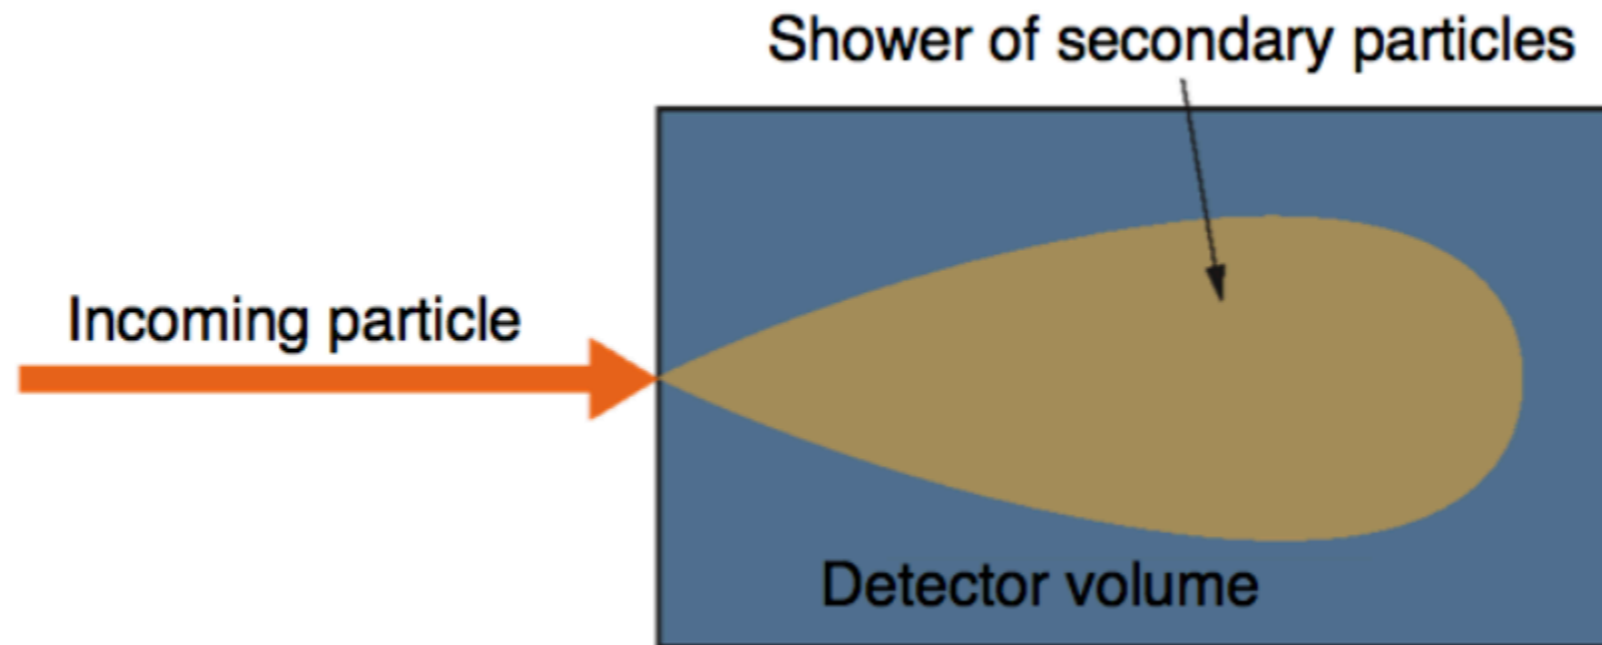 Shower of secondary particles
Incoming particle
Detector volume